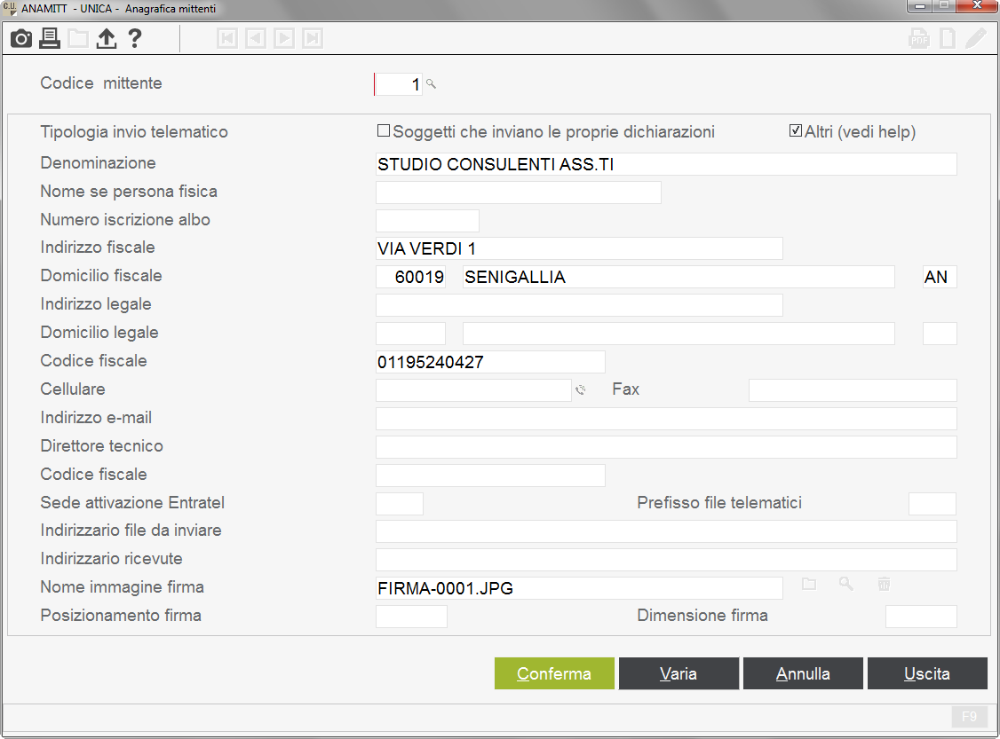 C.U. ANAMITT - UNICA - Anagrafica mittenti
PDF
Codice mittente 1
Tipologia invio telematico Soggetti che inviano le proprie dichiarazioni Altri (vedi help)
Denominazione STUDIO CONSULENTI ASS.TI
Nome se persona fisica
Numero iscrizione albo
Indirizzo fiscale VIA VERDI 1
Domicilio fiscale 60019 SENIGALLIA AN
Indirizzo legale
Domicilio legale
Codice fiscale 01195240427
Cellulare Fax
Indirizzo e-mail
Direttore tecnico
Codice fiscale
Sede attivazione Entratel Prefisso file telematici
Indirizzario file da inviare
Indirizzario ricevute
Nome immagine firma FIRMA-0001.JPG
Posizionamento firma Dimensione firma
Conferma Varia Annulla Uscita
F9